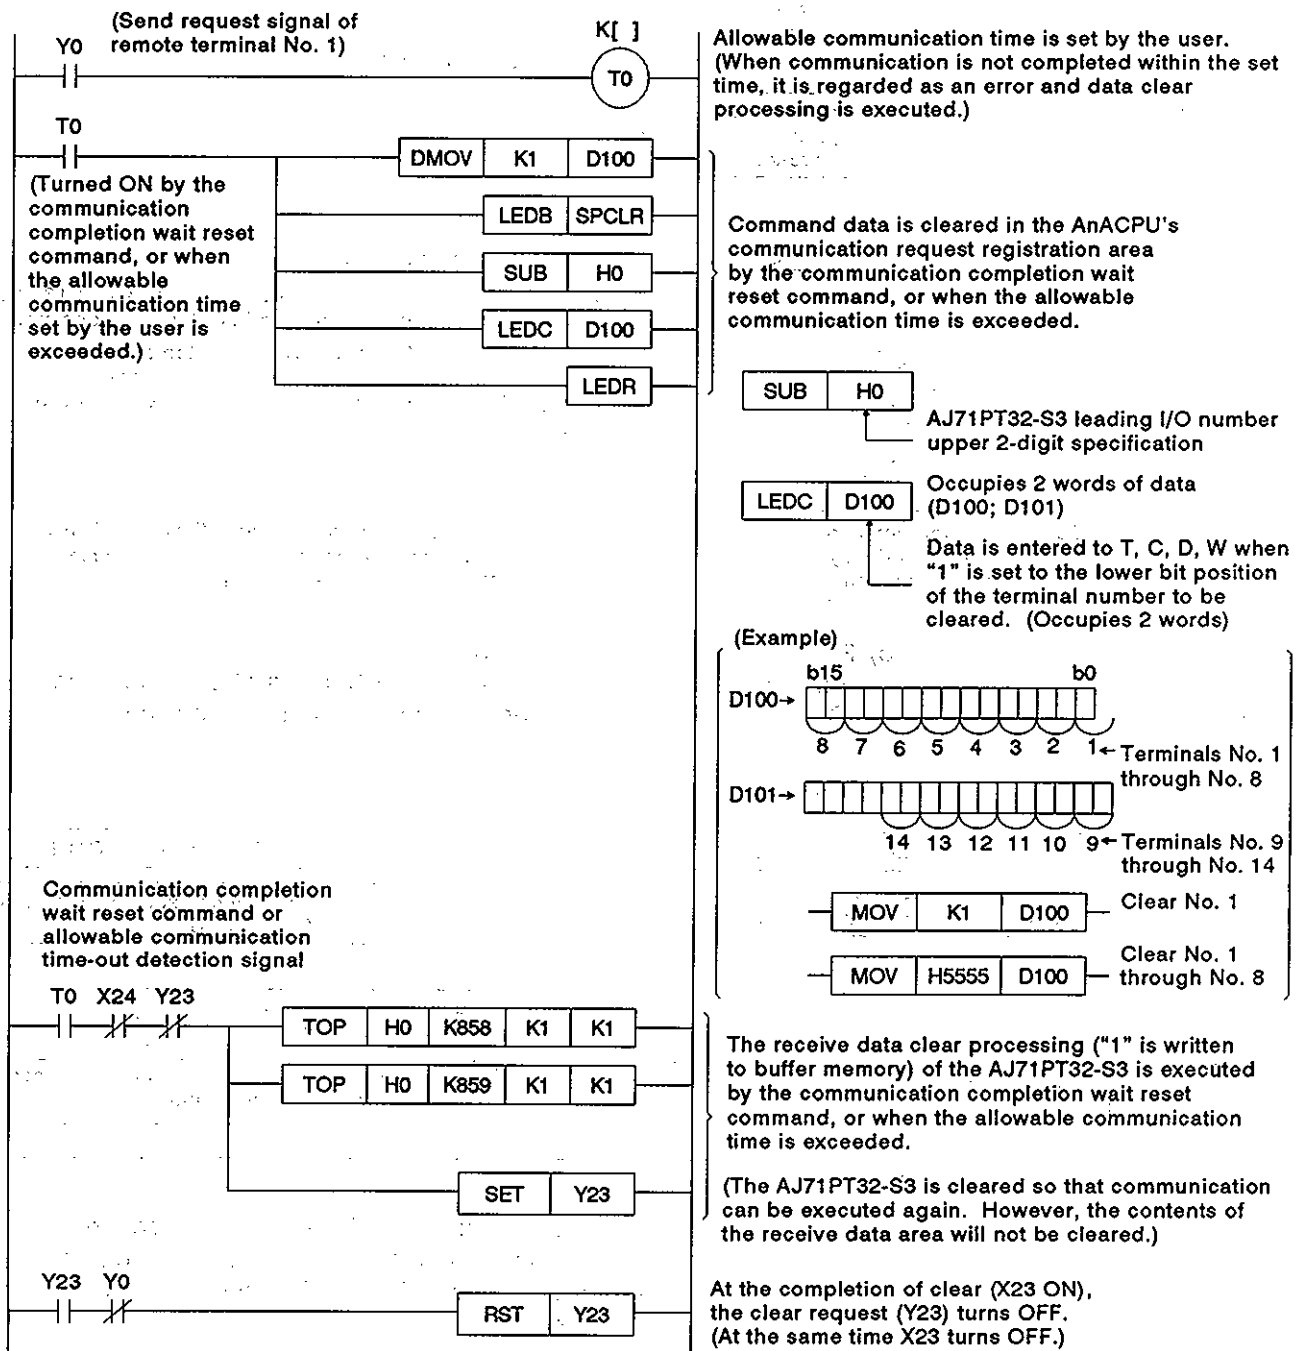 (Send request signal of
remote terminal No. 1)
Y0
K[ ]
T0
Allowable communication time is set by the user.
(When communication is not completed within the set
time, it is regarded as an error and data clear
processing is executed.)
T0
DMOV K1 D100
(Turned ON by the
communication
completion wait reset
command, or when
the allowable
communication time
set by the user is
exceeded.)
LEDB SPCLR
SUB H0
LEDC D100
LEDR
Command data is cleared in the AnACPU's
communication request registration area
by the communication completion wait
reset command, or when the allowable
communication time is exceeded.
SUB H0
AJ71PT32-S3 leading I/O number
upper 2-digit specification
LEDC D100
Occupies 2 words of data
(D100; D101)
Data is entered to T, C, D, W when
"1" is set to the lower bit position
of the terminal number to be
cleared. (Occupies 2 words)
(Example)
b15 b0
D100→
8 7 6 5 4 3 2 1
Terminals No. 1
through No. 8
D101→
14 13 12 11 10 9
Terminals No. 9
through No. 14
MOV K1 D100
Clear No. 1
MOV H5555 D100
Clear No. 1
through No. 8
Communication completion
wait reset command or
allowable communication
time-out detection signal
T0 X24 Y23
TOP H0 K858 K1 K1
TOP H0 K859 K1 K1
SET Y23
The receive data clear processing ("1" is written
to buffer memory) of the AJ71PT32-S3 is executed
by the communication completion wait reset
command, or when the allowable communication
time is exceeded.
(The AJ71PT32-S3 is cleared so that communication
can be executed again. However, the contents of
the receive data area will not be cleared.)
Y23 Y0
RST Y23
At the completion of clear (X23 ON),
the clear request (Y23) turns OFF.
(At the same time X23 turns OFF.)